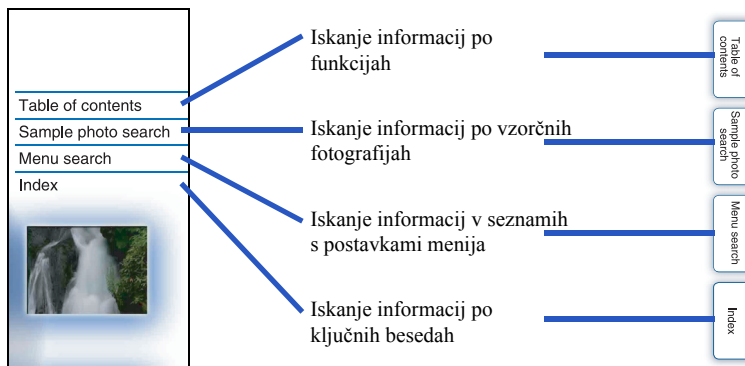 Table of contents
Sample photo search
Menu search
Index
Iskanje informacij po
funkcijah
Iskanje informacij po vzorčnih
fotografijah
Iskanje informacij v seznamih
s postavkami menija
Iskanje informacij po
ključnih besedah
Table of
contents
Sample photo
search
Menu search
Index